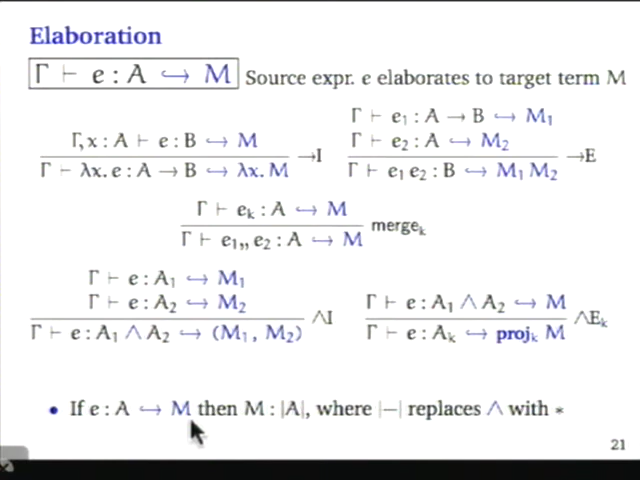 Elaboration
Γ ⊢ e : A ↪ M Source expr. e elaborates to target term M
Γ, x : A ⊢ e : B ↪ M
Γ ⊢ λx. e : A → B ↪ λx. M →I
Γ ⊢ e₁ : A → B ↪ M₁
Γ ⊢ e₂ : A ↪ M₂
Γ ⊢ e₁ e₂ : B ↪ M₁ M₂ →E
Γ ⊢ eₖ : A ↪ M
Γ ⊢ e₁,, e₂ : A ↪ M mergeₖ
Γ ⊢ e : A₁ ↪ M₁
Γ ⊢ e : A₂ ↪ M₂
Γ ⊢ e : A₁ ∧ A₂ ↪ (M₁, M₂) ∧I
Γ ⊢ e : A₁ ∧ A₂ ↪ M
Γ ⊢ e : Aₖ ↪ projₖ M ∧Eₖ
• If e : A ↪ M then M : |A|, where |−| replaces ∧ with ∗
21